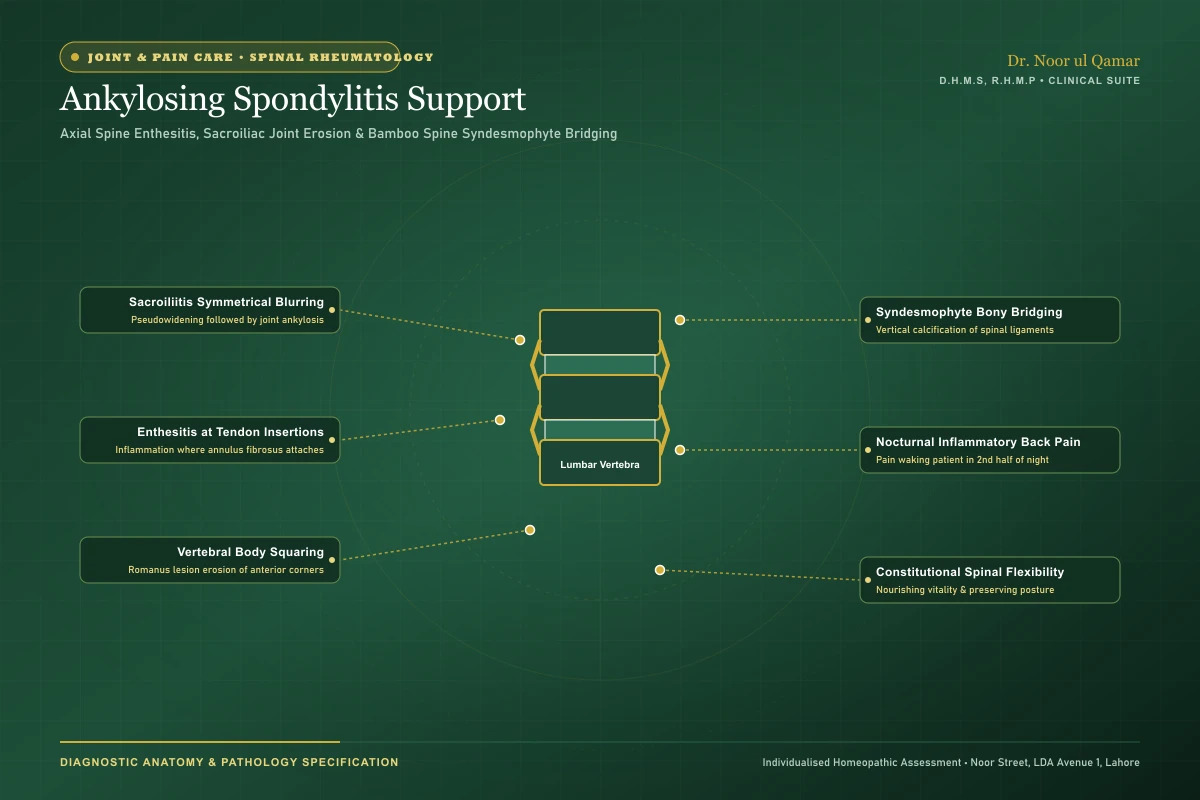 JOINT & PAIN CARE • SPINAL RHEUMATOLOGY
Ankylosing Spondylitis Support
Axial Spine Enthesitis, Sacroiliac Joint Erosion & Bamboo Spine Syndesmophyte Bridging
Dr. Noor ul Qamar
D.H.M.S, R.H.M.P • CLINICAL SUITE
Sacroiliitis Symmetrical Blurring
Pseudowidening followed by joint ankylosis
Enthesitis at Tendon Insertions
Inflammation where annulus fibrosus attaches
Vertebral Body Squaring
Romanus lesion erosion of anterior corners
Lumbar Vertebra
Syndesmophyte Bony Bridging
Vertical calcification of spinal ligaments
Nocturnal Inflammatory Back Pain
Pain waking patient in 2nd half of night
Constitutional Spinal Flexibility
Nourishing vitality & preserving posture
DIAGNOSTIC ANATOMY & PATHOLOGY SPECIFICATION
Individualised Homeopathic Assessment • Noor Street, LDA Avenue 1, Lahore